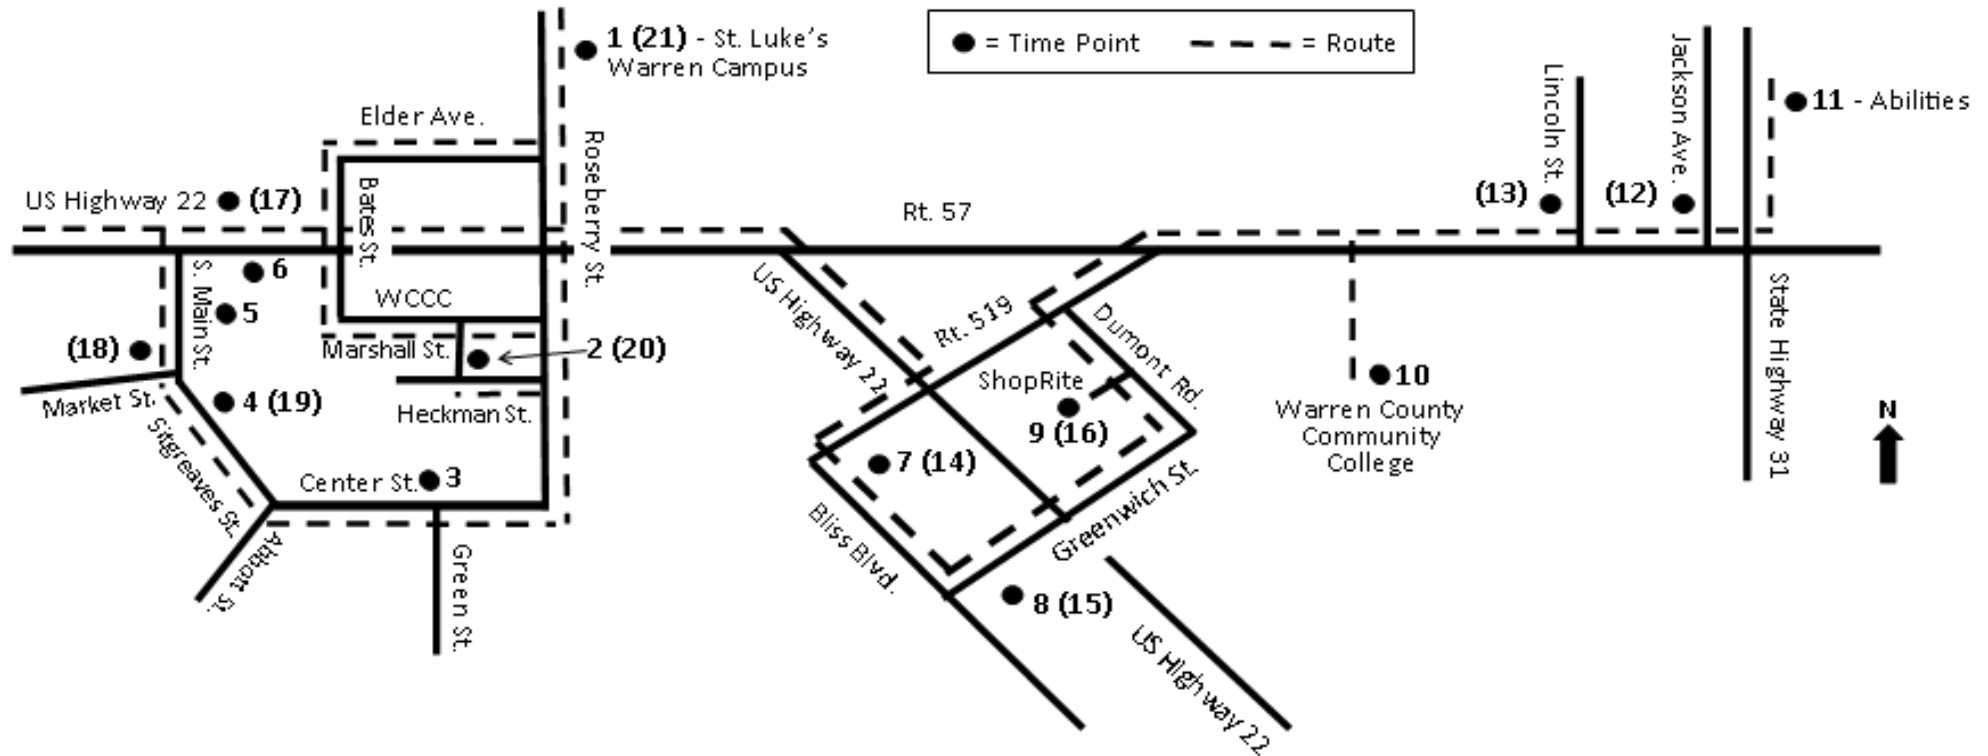 1 (21) - St. Luke's
Warren Campus
= Time Point
= Route
Elder Ave.
US Highway 22
(17)
Bates St.
Roseberry St.
Rt. 57
Lincoln St.
Jackson Ave.
11 - Abilities
(13)
(12)
S. Main St.
6
5
WCCC
(18)
Marshall St.
2 (20)
Market St.
4 (19)
Heckman St.
Sitgreaves St.
Center St.
3
Abbott St.
Green St.
US Highway 22
Rt. 519
Dumont Rd.
ShopRite
9 (16)
7 (14)
Bliss Blvd.
Greenwich St.
8 (15)
US Highway 22
10
Warren County
Community
College
State Highway 31
N